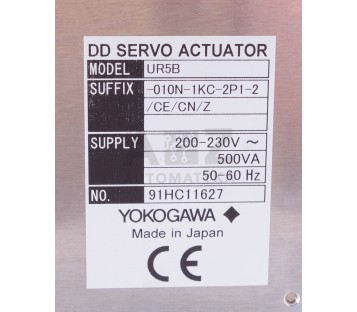 DD SERVO ACTUATOR
MODEL UR5B
SUFFIX -010N-1KC-2P1-2
/CE/CN/Z
SUPPLY 200-230V ~
500VA
50-60 Hz
NO. 91HC11627
YOKOGAWA
Made in Japan
CE